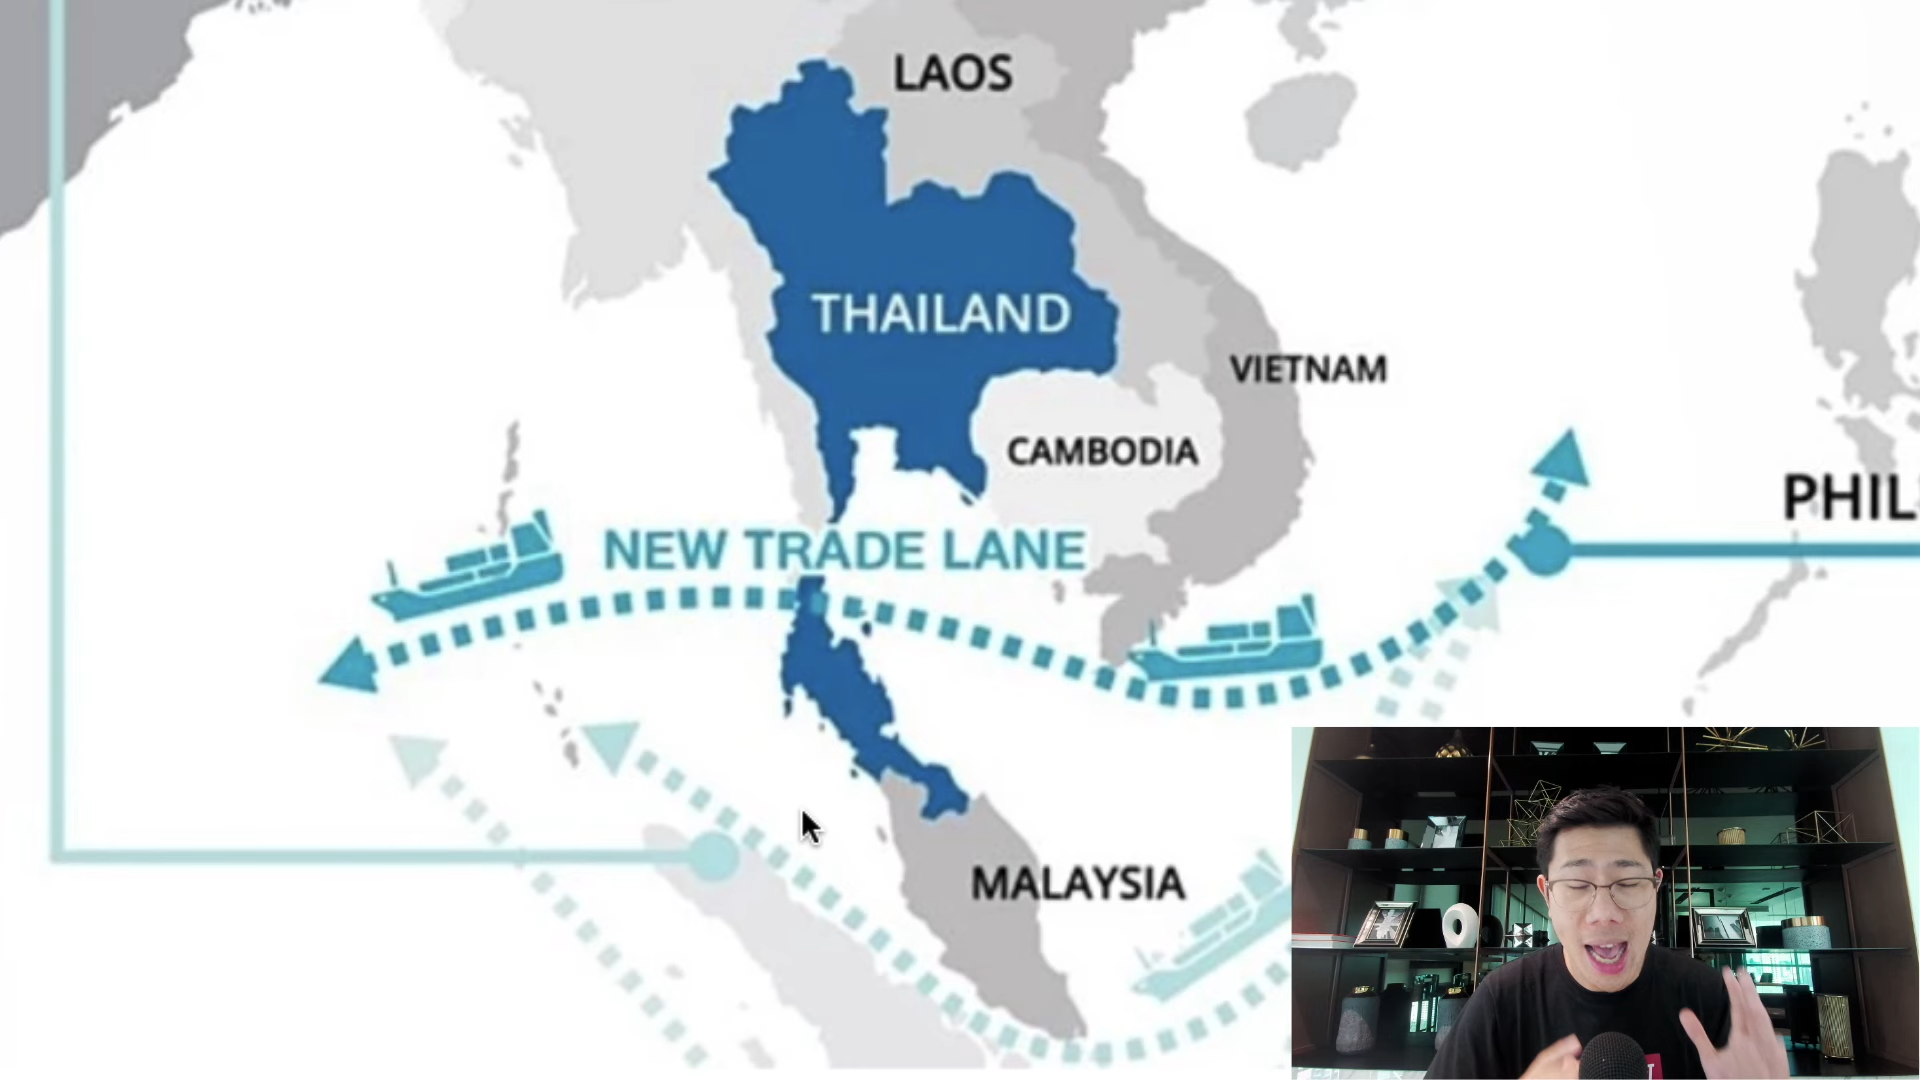 LAOS
THAILAND
VIETNAM
CAMBODIA
PHIL
NEW TRADE LANE
MALAYSIA